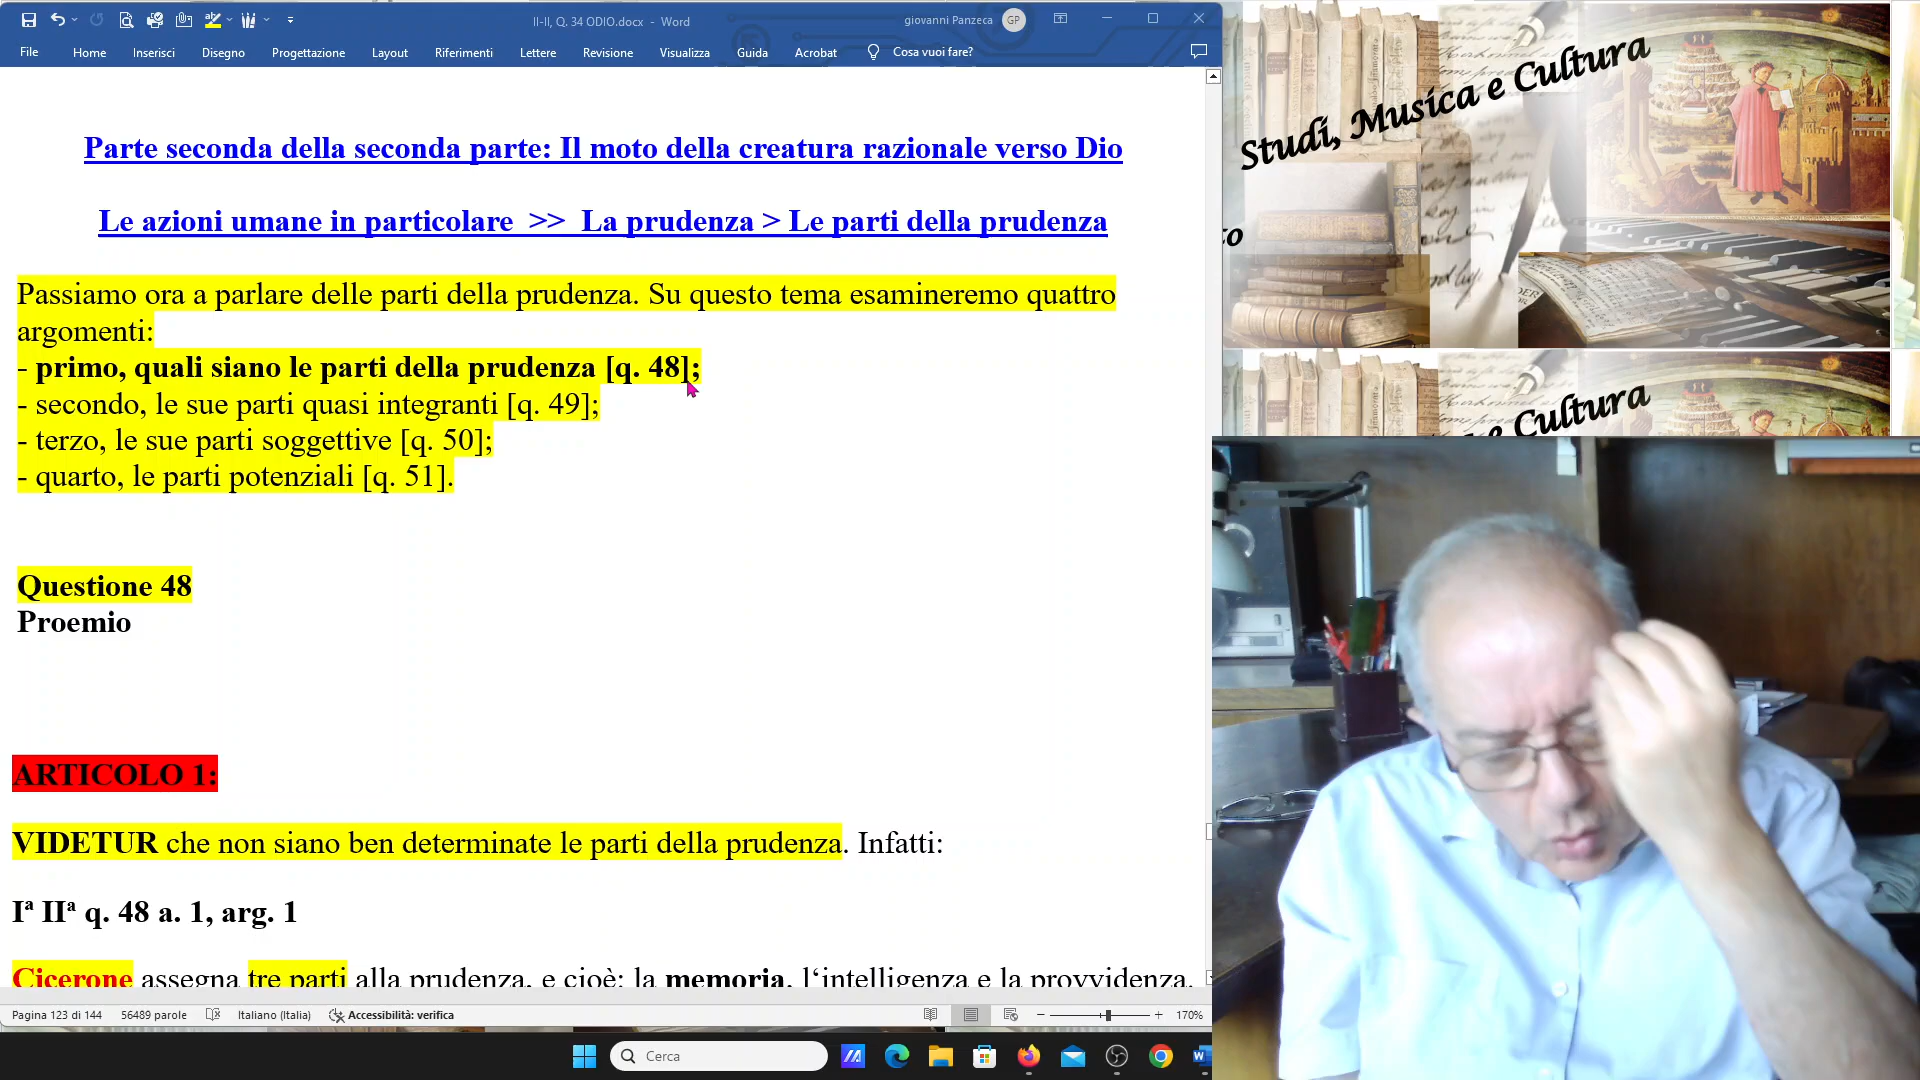 II-II, Q. 34 ODIO.docx - Word
giovanni Panzeca
GP
File Home Inserisci Disegno Progettazione Layout Riferimenti Lettere Revisione Visualizza Guida Acrobat Cosa vuoi fare?
Parte seconda della seconda parte: Il moto della creatura razionale verso Dio
Le azioni umane in particolare >> La prudenza > Le parti della prudenza
Passiamo ora a parlare delle parti della prudenza. Su questo tema esamineremo quattro
argomenti:
- primo, quali siano le parti della prudenza [q. 48];
- secondo, le sue parti quasi integranti [q. 49];
- terzo, le sue parti soggettive [q. 50];
- quarto, le parti potenziali [q. 51].
Questione 48
Proemio
ARTICOLO 1:
VIDETUR che non siano ben determinate le parti della prudenza. Infatti:
Iª IIª q. 48 a. 1, arg. 1
Cicerone assegna tre parti alla prudenza, e cioè: la memoria, l‘intelligenza e la provvidenza.
Pagina 123 di 144 56489 parole Italiano (Italia) Accessibilità: verifica 170%
Cerca
Studi, Musica e Cultura
to
e Cultura